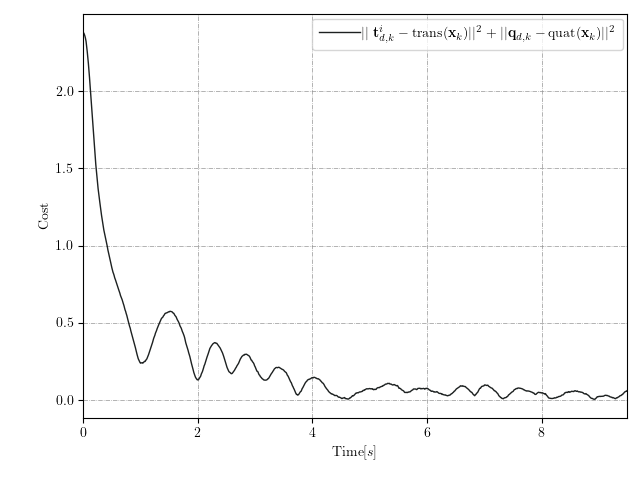 || t^i_{d,k} − trans(x_k)||^2 + ||q_{d,k} − quat(x_k)||^2
2.0
1.5
1.0
0.5
0.0
Cost
0 2 4 6 8
Time[s]